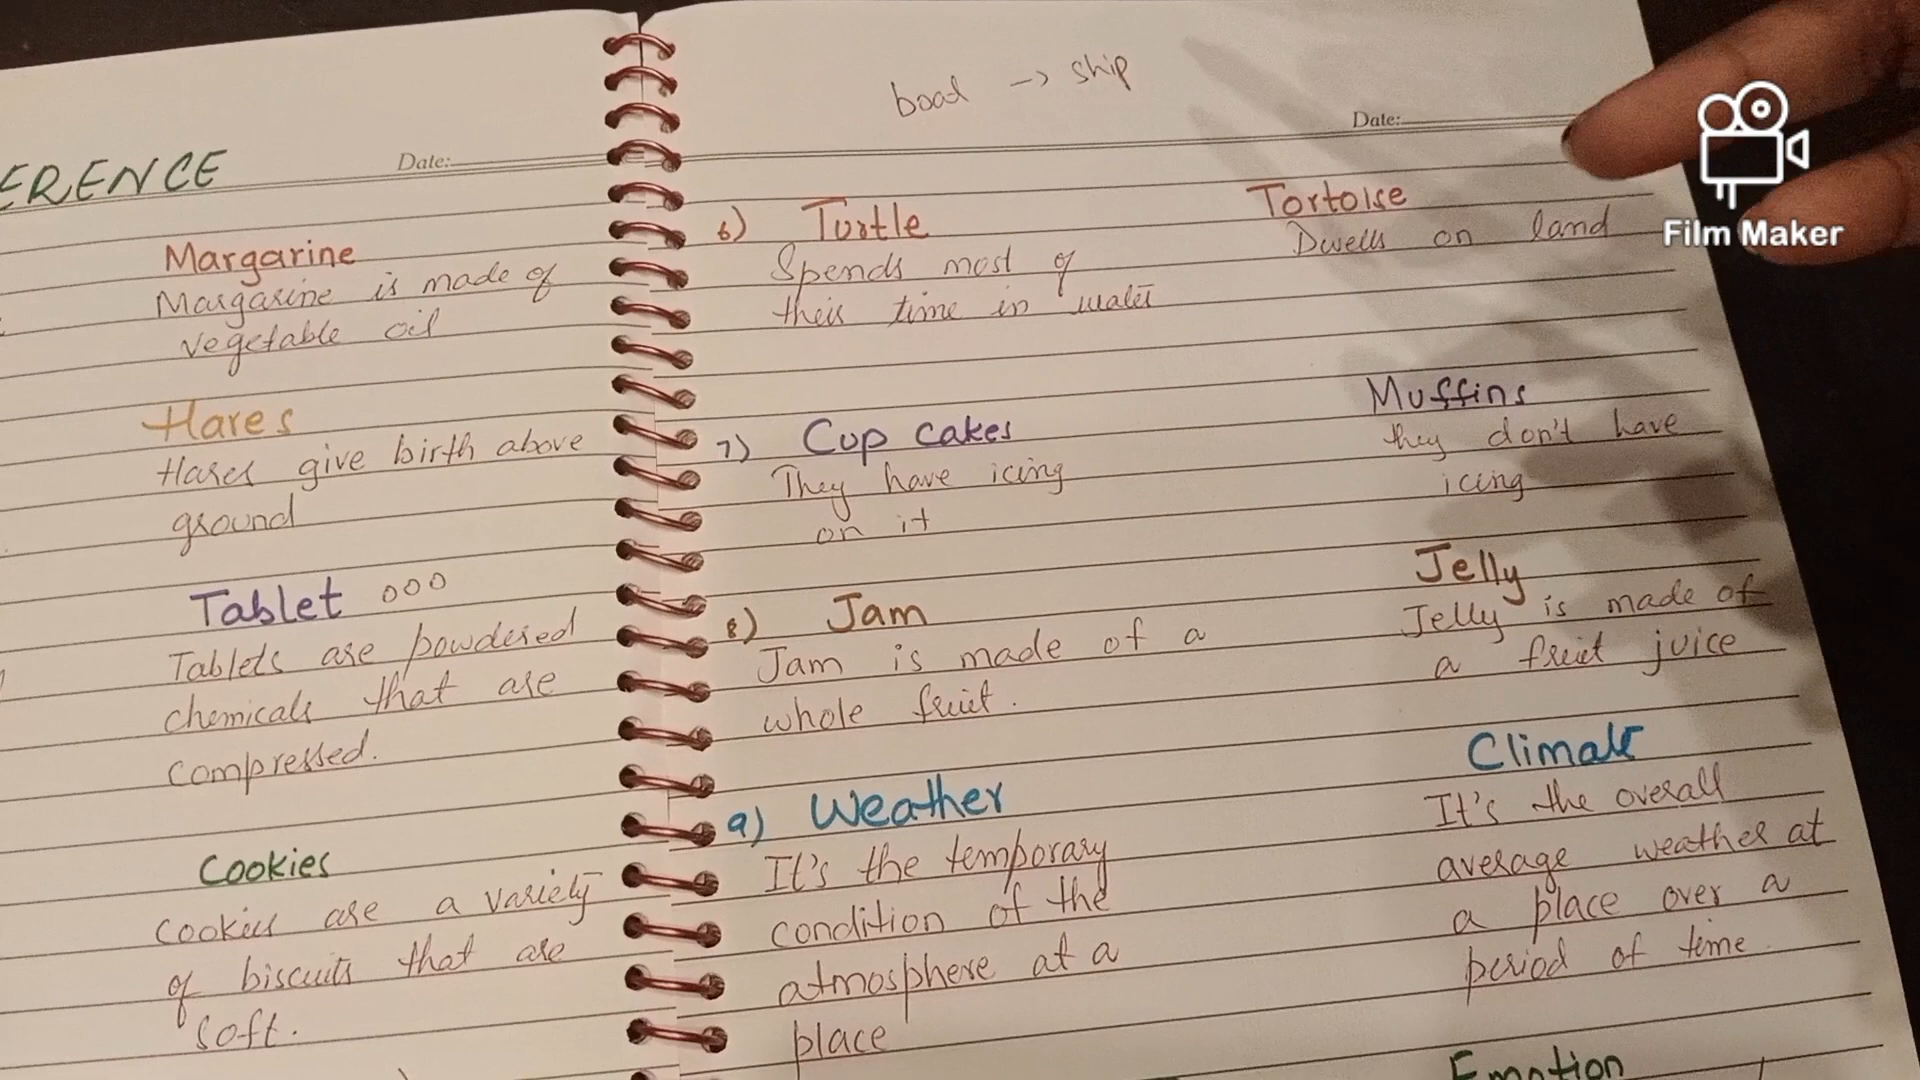 ERENCE
Date:
Margarine
Margarine is made of
vegetable oil
Hares
Hares give birth above
ground
Tablet
Tablets are powdered
chemicals that are
compressed.
Cookies
Cookies are a variety
of biscuits that are
soft.
boat -> ship
Date:
6) Turtle
Spends most of
their time in water
Tortoise
Dwells on land
7) Cup cakes
They have icing
on it
Muffins
they don't have
icing
8) Jam
Jam is made of a
whole fruit.
Jelly
Jelly is made of
a fruit juice
9) Weather
It's the temporary
condition of the
atmosphere at a
place
Climate
It's the overall
average weather at
a place over a
period of time
Emotion
Film Maker